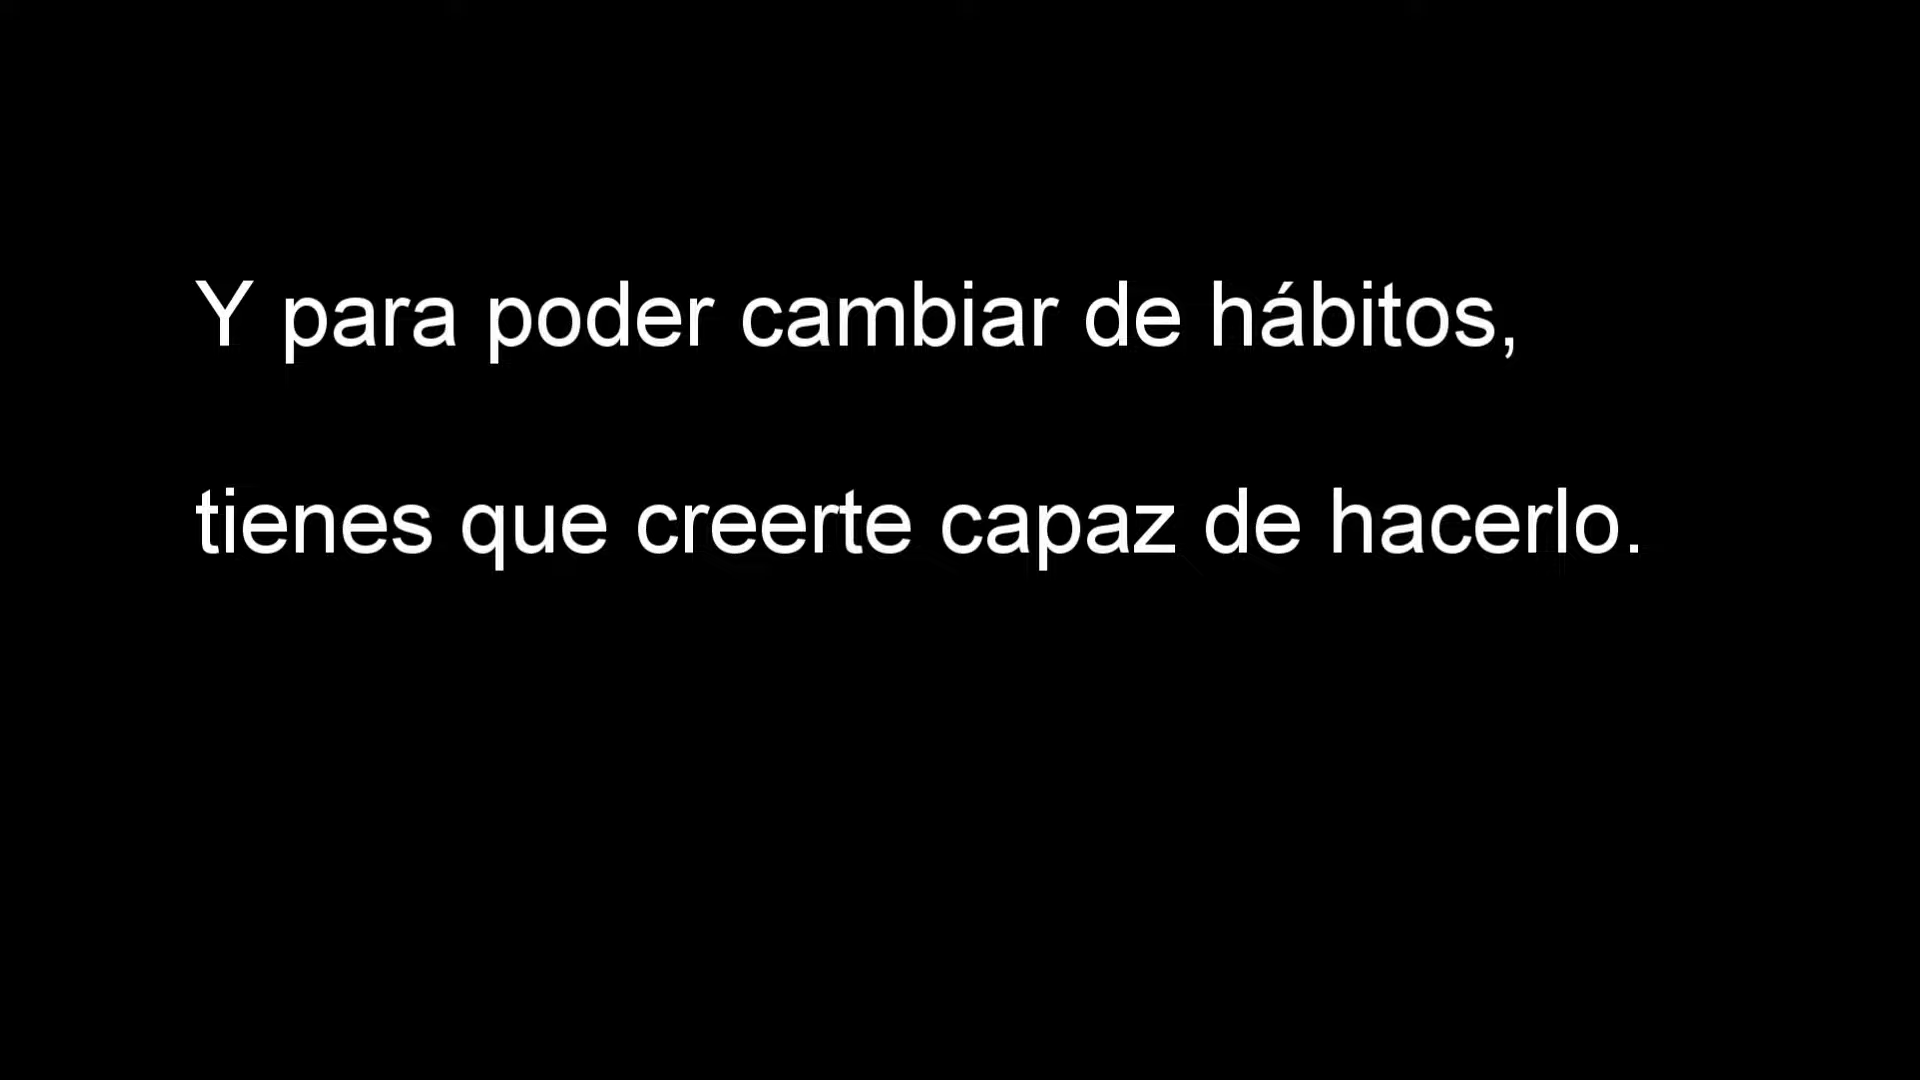 Y para poder cambiar de hábitos,
tienes que creerte capaz de hacerlo.